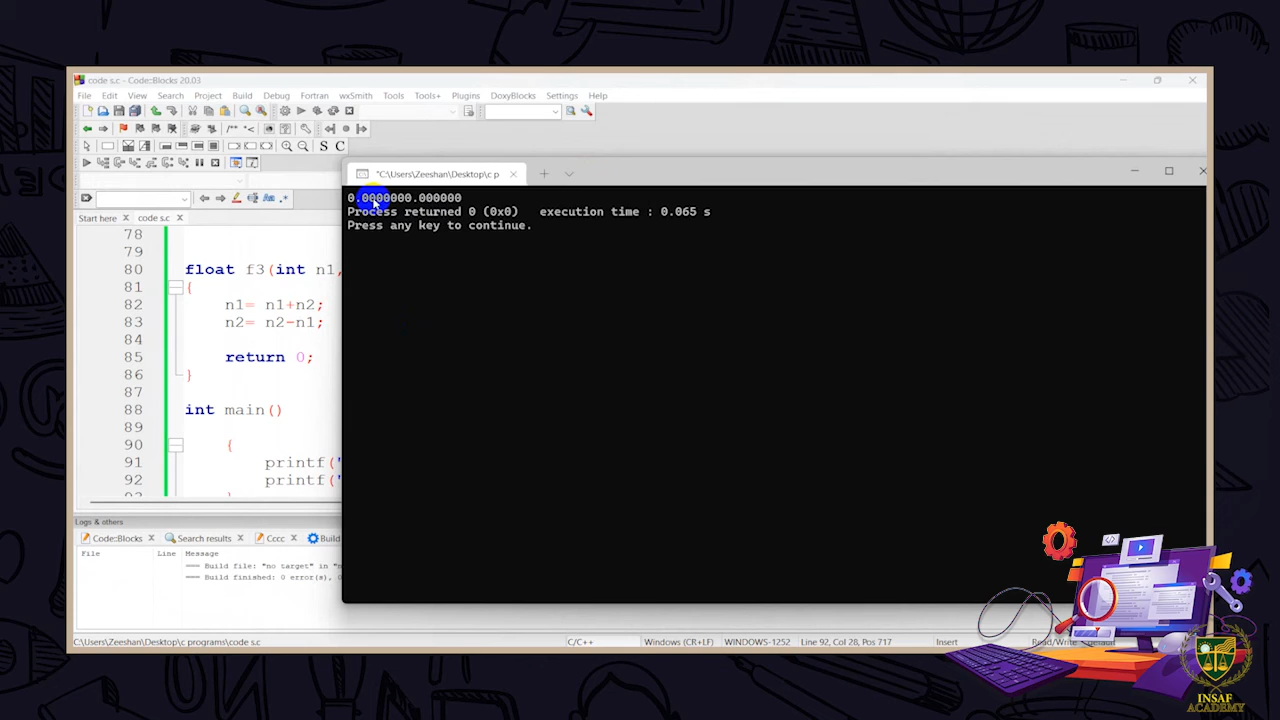 code s.c - Code::Blocks 20.03
File Edit View Search Project Build Debug Fortran wxSmith Tools Tools+ Plugins DoxyBlocks Settings Help
S C
"C:\Users\Zeeshan\Desktop\c p
Start here code s.c
0.0000000.000000
Process returned 0 (0x0) execution time : 0.065 s
Press any key to continue.
78
79
80 float f3(int n1,
81 {
82 n1= n1+n2;
83 n2= n2-n1;
84
85 return 0;
86 }
87
88 int main()
89
90 {
91 printf("
92 printf("
Logs & others
Code::Blocks Search results Cccc Build
File Line Message
=== Build file: "no target" in "n
=== Build finished: 0 error(s), 0
C:\Users\Zeeshan\Desktop\c programs\code s.c C/C++ Windows (CR+LF) WINDOWS-1252 Line 92, Col 28, Pos 717 Insert Read/Write default
INSAF
ACADEMY